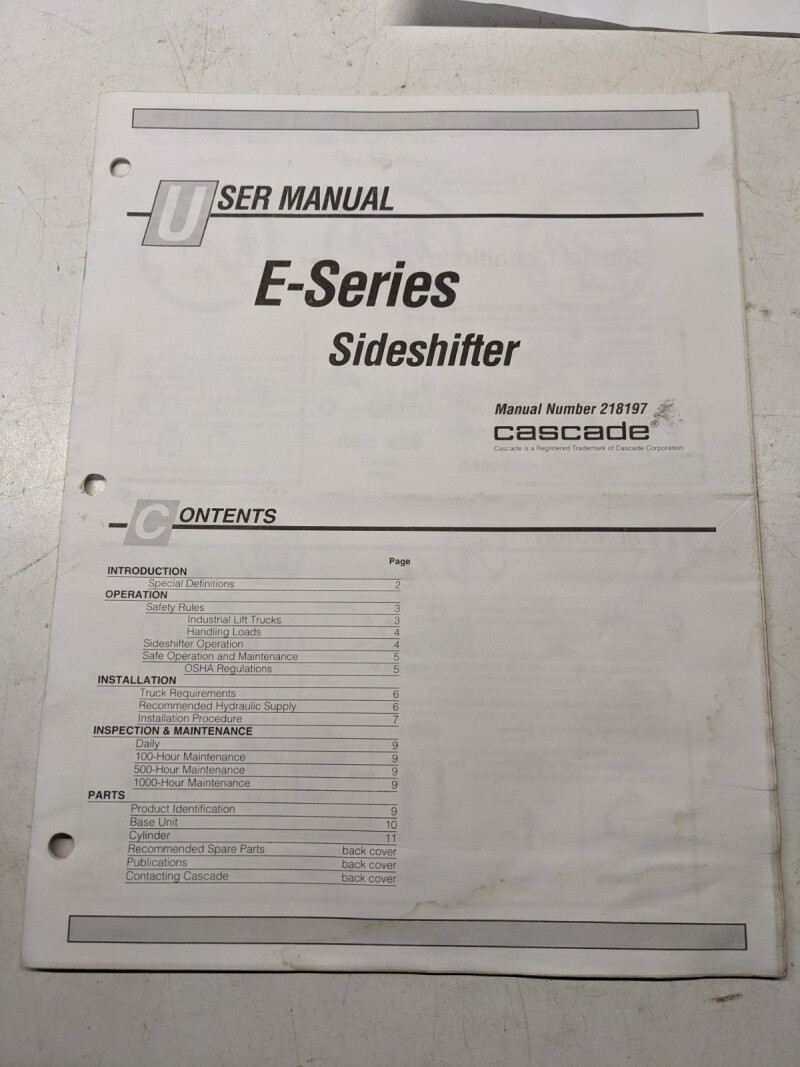 USER MANUAL
E-Series
Sideshifter
Manual Number 218197
cascade®
Cascade is a Registered Trademark of Cascade Corporation
CONTENTS
Page
INTRODUCTION
Special Definitions 2
OPERATION
Safety Rules 3
Industrial Lift Trucks 3
Handling Loads 4
Sideshifter Operation 4
Safe Operation and Maintenance 5
OSHA Regulations 5
INSTALLATION
Truck Requirements 6
Recommended Hydraulic Supply 6
Installation Procedure 7
INSPECTION & MAINTENANCE
Daily 9
100-Hour Maintenance 9
500-Hour Maintenance 9
1000-Hour Maintenance 9
PARTS
Product Identification 9
Base Unit 10
Cylinder 11
Recommended Spare Parts back cover
Publications back cover
Contacting Cascade back cover